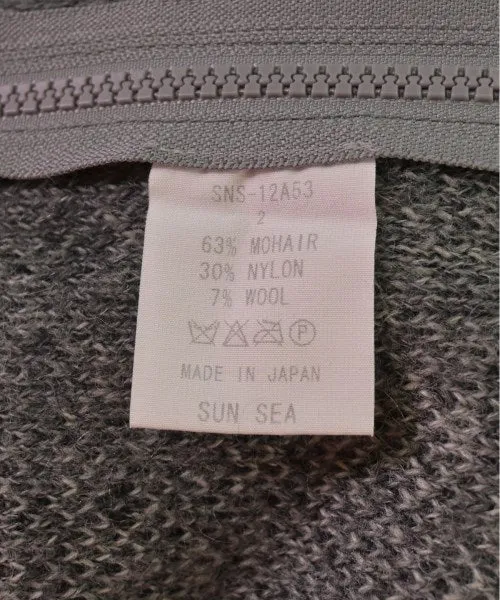 SNS-12A53
2
63% MOHAIR
30% NYLON
7% WOOL
P
MADE IN JAPAN
SUN SEA